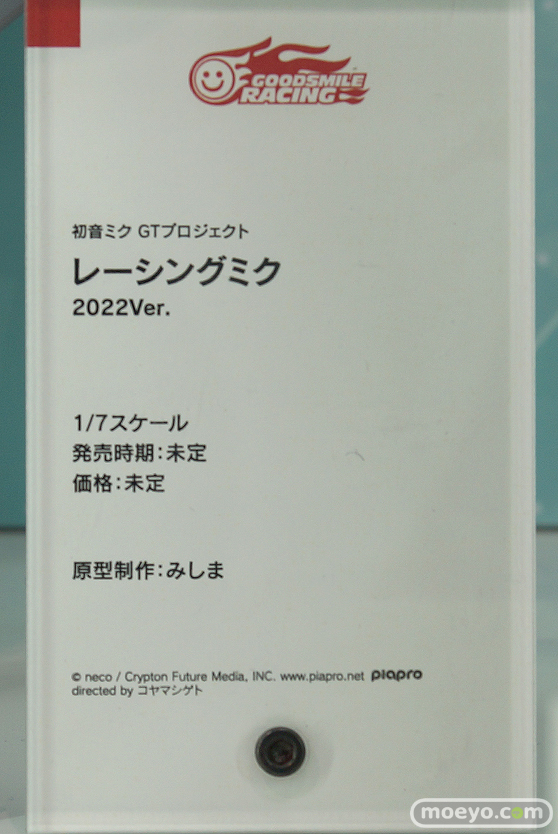 GOODSMILE
RACING
初音ミク GTプロジェクト
レーシングミク
2022Ver.
1/7スケール
発売時期：未定
価格：未定
原型制作：みしま
© neco / Crypton Future Media, INC. www.piapro.net piapro
directed by コヤマシゲト
moeyo.com